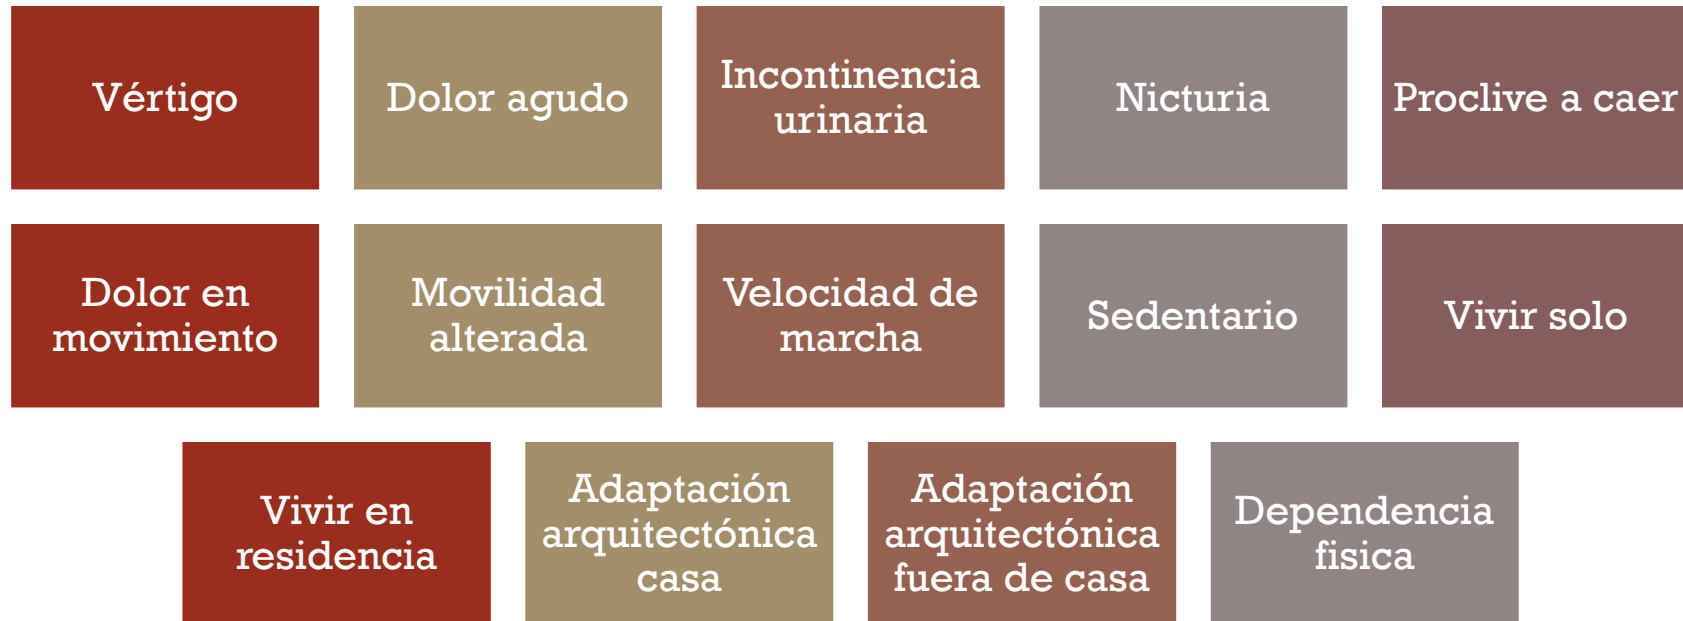 Vértigo
Dolor agudo
Incontinencia
urinaria
Nicturia
Proclive a caer
Dolor en
movimiento
Movilidad
alterada
Velocidad de
marcha
Sedentario
Vivir solo
Vivir en
residencia
Adaptación
arquitectónica
casa
Adaptación
arquitectónica
fuera de casa
Dependencia
fisica